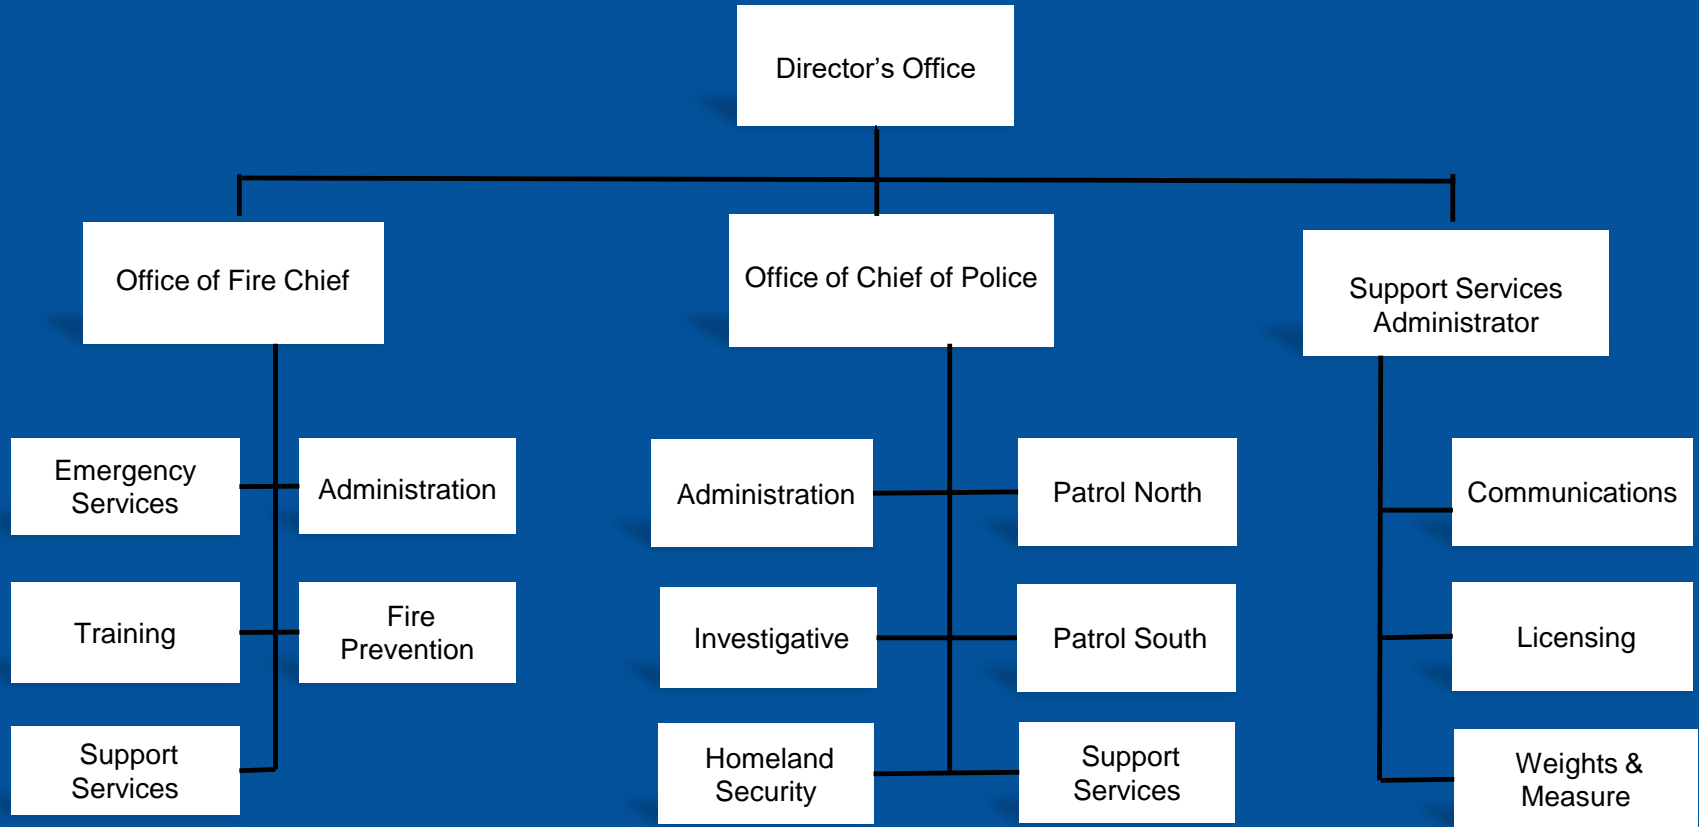 Director’s Office
Office of Fire Chief
Office of Chief of Police
Support Services
Administrator
Emergency
Services
Administration
Training
Fire
Prevention
Support
Services
Administration
Patrol North
Investigative
Patrol South
Homeland
Security
Support
Services
Communications
Licensing
Weights &
Measure